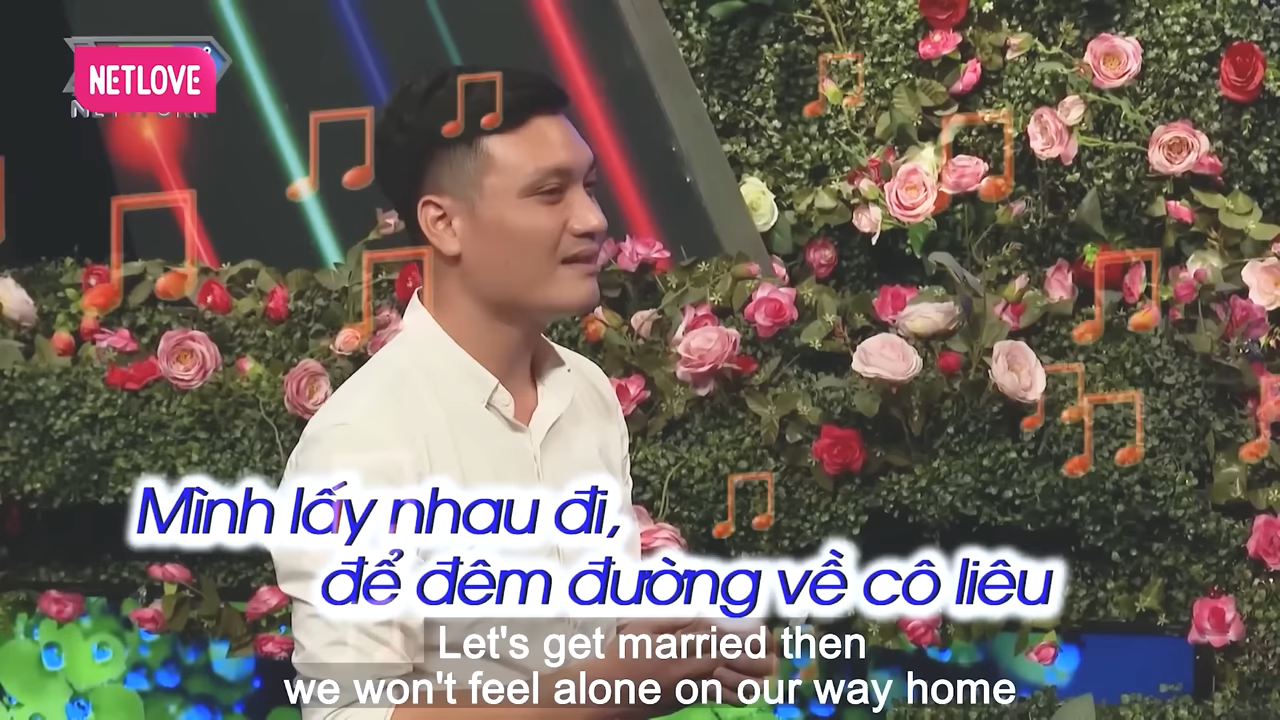 NETLOVE
NETWORK
Mình lấy nhau đi,
để đêm đường về cô liêu
Let's get married then
we won't feel alone on our way home